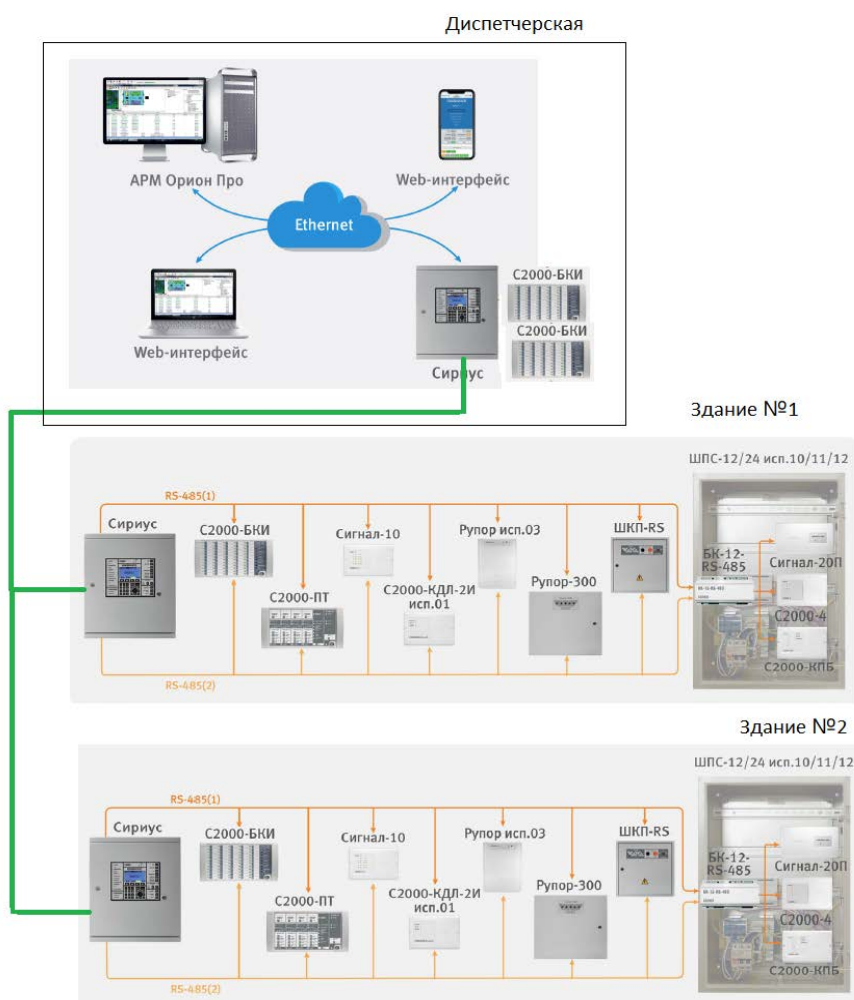 Диспетчерская
АРМ Орион Про
Web-интерфейс
Ethernet
С2000-БКИ
С2000-БКИ
Web-интерфейс
Сириус
Здание №1
ШПС-12/24 исп.10/11/12
RS-485(1)
Сириус
С2000-БКИ
Сигнал-10
Рупор исп.03
ШКП-RS
БК-12-
RS-485
Сигнал-20П
С2000-ПТ
С2000-КДЛ-2И
исп.01
Рупор-300
С2000-4
С2000-КПБ
RS-485(2)
Здание №2
ШПС-12/24 исп.10/11/12
RS-485(1)
Сириус
С2000-БКИ
Сигнал-10
Рупор исп.03
ШКП-RS
БК-12-
RS-485
Сигнал-20П
С2000-ПТ
С2000-КДЛ-2И
исп.01
Рупор-300
С2000-4
С2000-КПБ
RS-485(2)